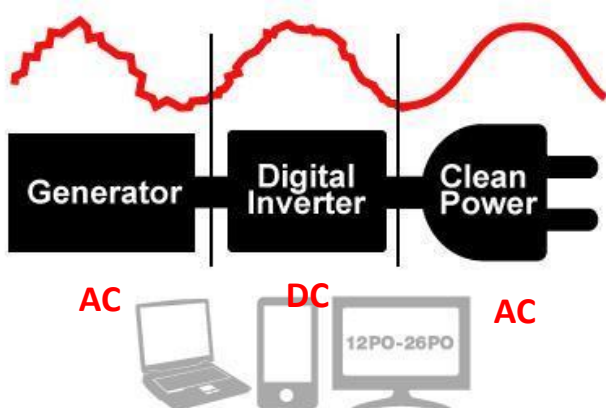 Generator
Digital
Inverter
Clean
Power
AC
DC
AC
12PO-26PO